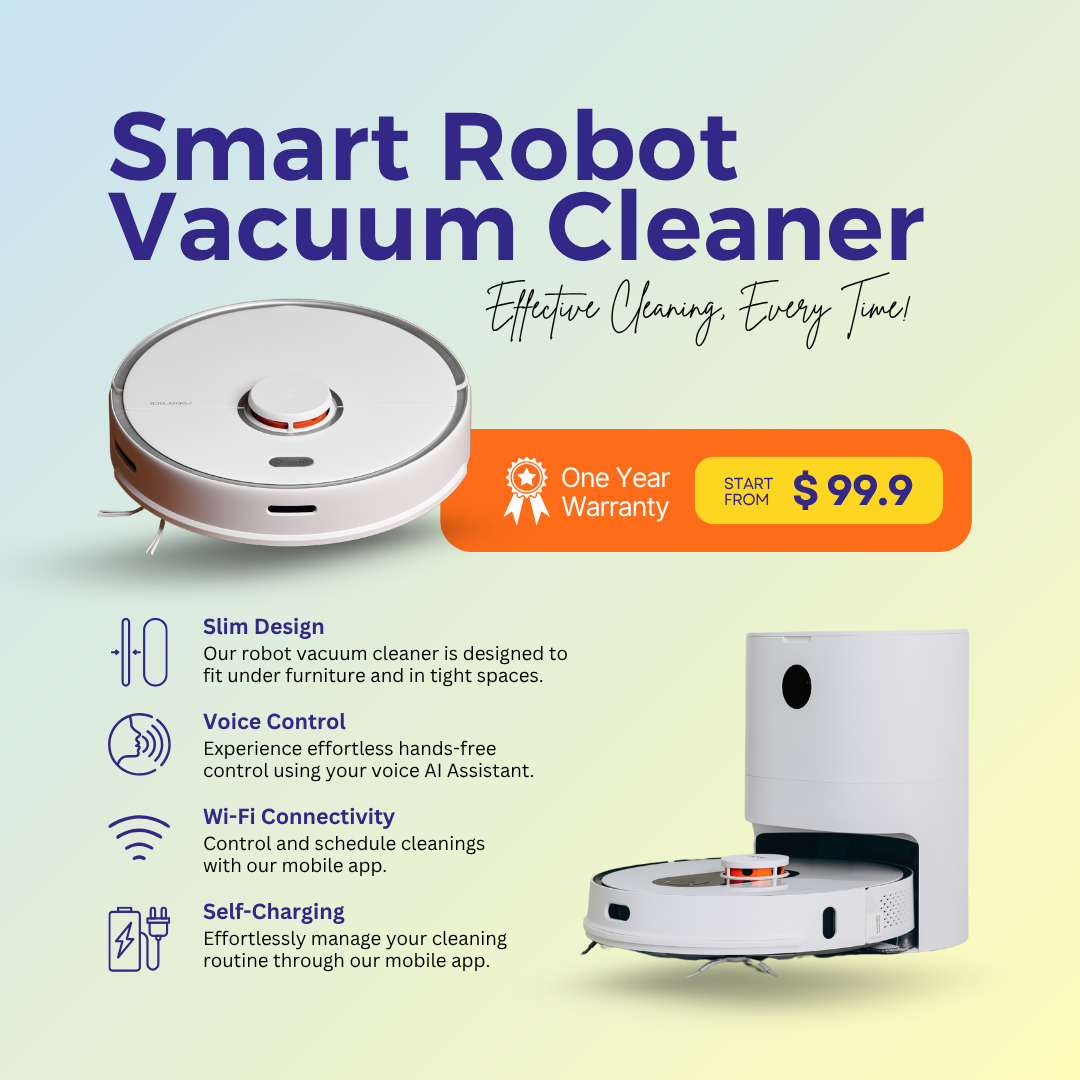 Smart Robot
Vacuum Cleaner
Effective Cleaning, Every Time!
roborock
One Year
Warranty
START
FROM
$ 99.9
Slim Design
Our robot vacuum cleaner is designed to
fit under furniture and in tight spaces.
Voice Control
Experience effortless hands-free
control using your voice AI Assistant.
Wi-Fi Connectivity
Control and schedule cleanings
with our mobile app.
Self-Charging
Effortlessly manage your cleaning
routine through our mobile app.